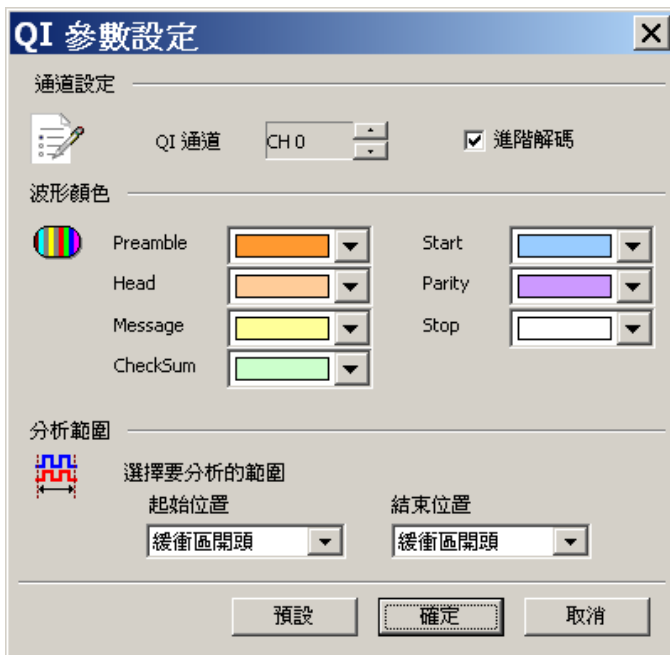 QI 參數設定
通道設定
QI 通道 CH 0 進階解碼
波形顏色
Preamble Start
Head Parity
Message Stop
CheckSum
分析範圍
選擇要分析的範圍
起始位置 結束位置
緩衝區開頭 緩衝區開頭
預設 確定 取消